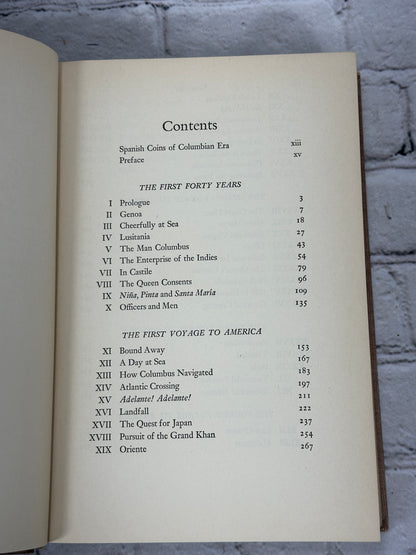 Contents
Spanish Coins of Columbian Era xiii
Preface xv
THE FIRST FORTY YEARS
I Prologue 3
II Genoa 7
III Cheerfully at Sea 18
IV Lusitania 27
V The Man Columbus 43
VI The Enterprise of the Indies 54
VII In Castile 79
VIII The Queen Consents 96
IX Niña, Pinta and Santa María 109
X Officers and Men 135
THE FIRST VOYAGE TO AMERICA
XI Bound Away 153
XII A Day at Sea 167
XIII How Columbus Navigated 183
XIV Atlantic Crossing 197
XV Adelante! Adelante! 211
XVI Landfall 222
XVII The Quest for Japan 237
XVIII Pursuit of the Grand Khan 254
XIX Oriente 267